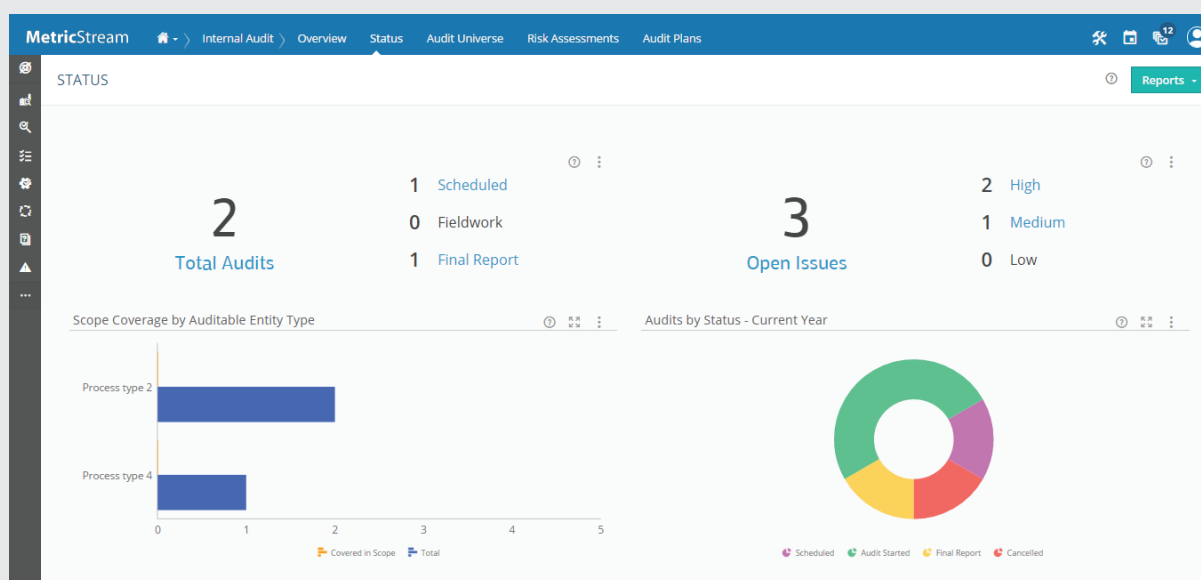 MetricStream Internal Audit Overview Status Audit Universe Risk Assessments Audit Plans 12
STATUS
Reports
2
Total Audits
1 Scheduled
0 Fieldwork
1 Final Report
3
Open Issues
2 High
1 Medium
0 Low
Scope Coverage by Auditable Entity Type
Process type 2
Process type 4
0 1 2 3 4 5
Covered in Scope Total
Audits by Status - Current Year
Scheduled Audit Started Final Report Cancelled